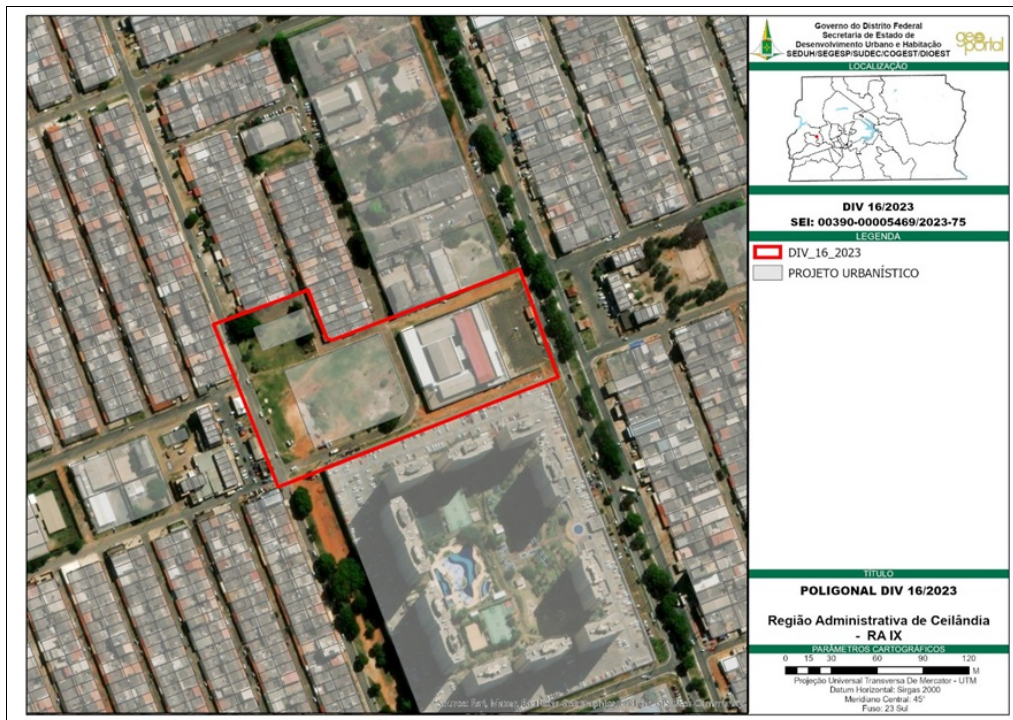 Governo do Distrito Federal
Secretaria de Estado de
Desenvolvimento Urbano e Habitação
SEDUH/SEGESP/SUDEC/COGEST/DIOEST
geoportal
LOCALIZAÇÃO
DIV 16/2023
SEI: 00390-00005469/2023-75
LEGENDA
DIV_16_2023
PROJETO URBANÍSTICO
TÍTULO
POLIGONAL DIV 16/2023
Região Administrativa de Ceilândia
- RA IX
PARÂMETROS CARTOGRÁFICOS
0 15 30 60 90 120
M
Projeção Universal Transversa De Mercator - UTM
Datum Horizontal: Sirgas 2000
Meridiano Central: 45°
Fuso: 23 Sul